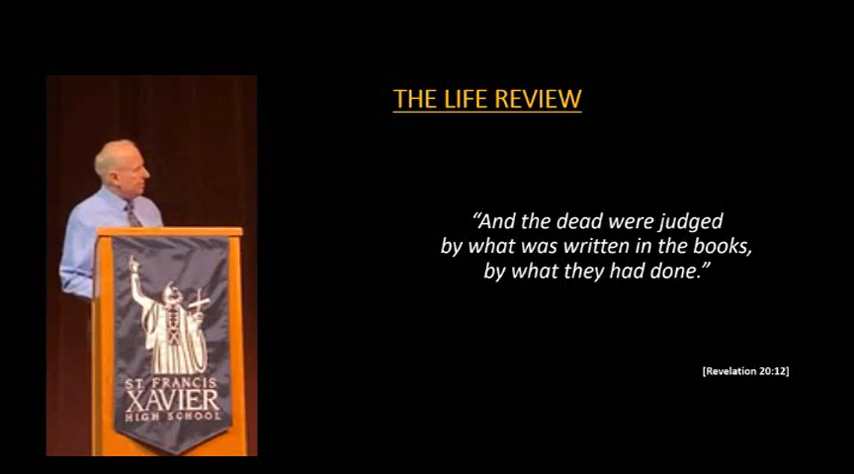 THE LIFE REVIEW
“And the dead were judged
by what was written in the books,
by what they had done.”
[Revelation 20:12]
ST. FRANCIS
XAVIER
HIGH SCHOOL